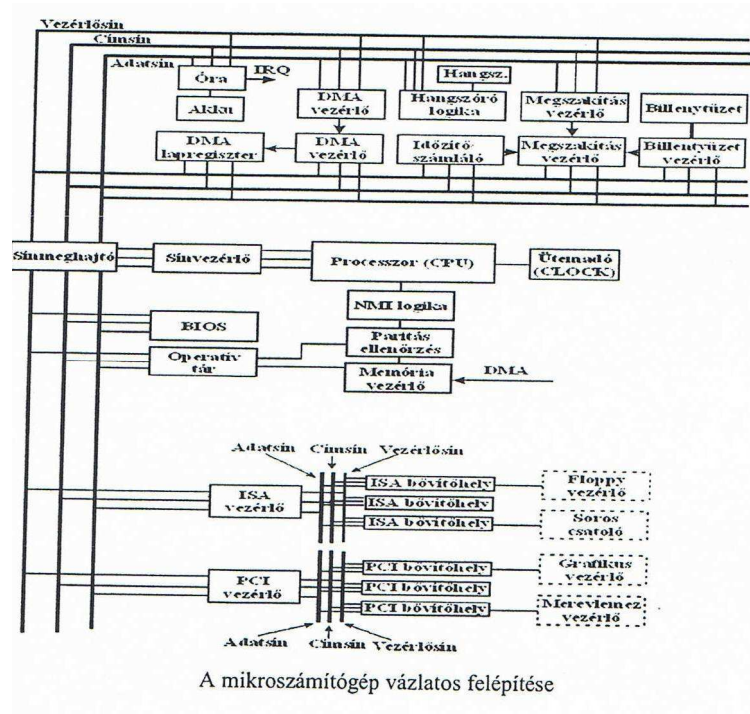 Vezérlősín
Címsín
Adatsín
Óra
IRQ
Akku
DMA
vezérlő
Hangsz.
Hangszóró
logika
Megszakítás
vezérlő
Billenytüzet
DMA
lapregiszter
DMA
vezérlő
Időzítő
számláló
Megszakítás
vezérlő
Billenytüzet
vezérlő
Sínmeghajtó
Sínvezérlő
Processzor (CPU)
Ütemadó
(CLOCK)
NMI logika
BIOS
Paritás
ellenőrzés
Operatív
tár
Memória
vezérlő
DMA
Adatsín
Címsín
Vezérlősín
ISA
vezérlő
ISA bővítőhely
ISA bővítőhely
ISA bővítőhely
Floppy
vezérlő
Soros
csatoló
PCI
vezérlő
PCI bővítőhely
PCI bővítőhely
PCI bővítőhely
Grafikus
vezérlő
Merevlemez
vezérlő
Adatsín
Címsín
Vezérlősín
A mikroszámítógép vázlatos felépítése